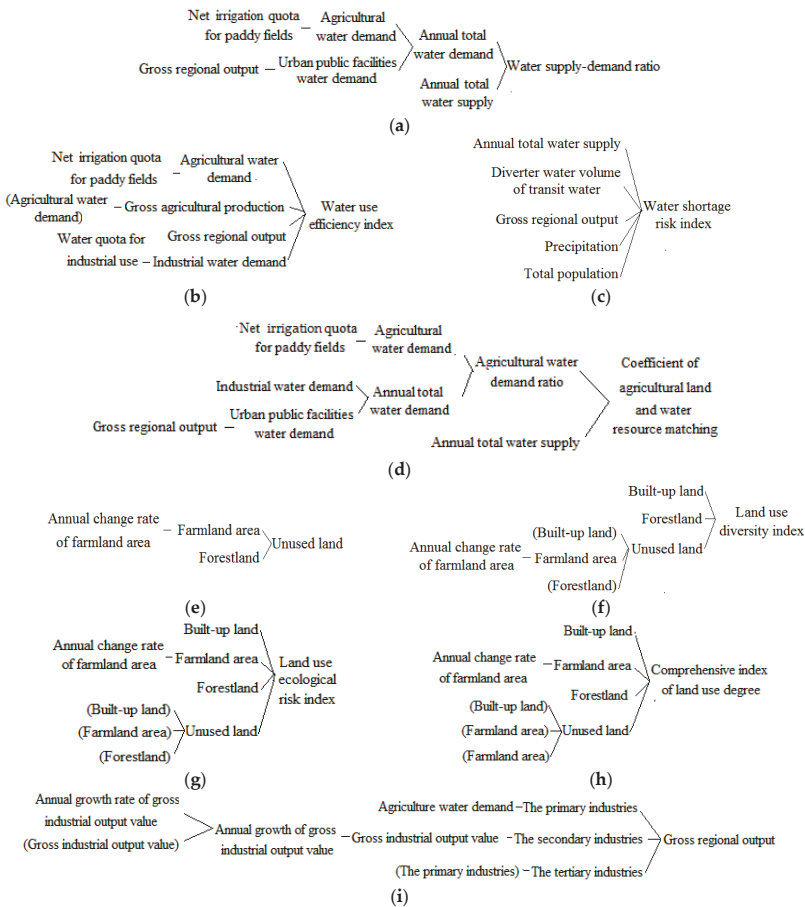 Net irrigation quota
for paddy fields
Agricultural
water demand
Annual total
water demand
Gross regional output
Urban public facilities
water demand
Water supply-demand ratio
Annual total
water supply
(a)
Net irrigation quota
for paddy fields
Agricultural water
demand
(Agricultural water
demand)
Gross agricultural production
Water use
efficiency index
Water quota for
industrial use
Gross regional output
Industrial water demand
(b)
Annual total water supply
Diverter water volume
of transit water
Gross regional output
Water shortage
risk index
Precipitation
Total population
(c)
Net irrigation quota
for paddy fields
Agricultural
water demand
Agricultural water
demand ratio
Coefficient of
agricultural land
and water
resource matching
Industrial water demand
Annual total
water demand
Gross regional output
Urban public facilities
water demand
Annual total water supply
(d)
Annual change rate
of farmland area
Farmland area
Forestland
Unused land
(e)
Built-up land
Forestland
Land use
diversity index
(Built-up land)
Annual change rate
of farmland area
Farmland area
Unused land
(Forestland)
(f)
Built-up land
Annual change rate
of farmland area
Farmland area
Land use
ecological
risk index
Forestland
(Built-up land)
(Farmland area)
Unused land
(Forestland)
(g)
Built-up land
Annual change rate
of farmland area
Farmland area
Comprehensive index
of land use degree
Forestland
(Built-up land)
(Farmland area)
Unused land
(Farmland area)
(h)
Annual growth rate of gross
industrial output value
(Gross industrial output value)
Annual growth of gross
industrial output value
Agriculture water demand
The primary industries
Gross industrial output value
The secondary industries
Gross regional output
(The primary industries)
The tertiary industries
(i)